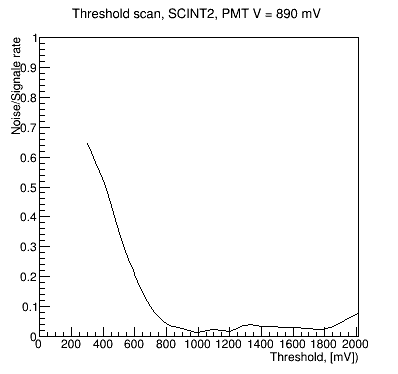 Threshold scan, SCINT2, PMT V = 890 mV
Noise/Signale rate
1
0.9
0.8
0.7
0.6
0.5
0.4
0.3
0.2
0.1
0
0 200 400 600 800 1000 1200 1400 1600 1800 2000
Threshold, [mV])